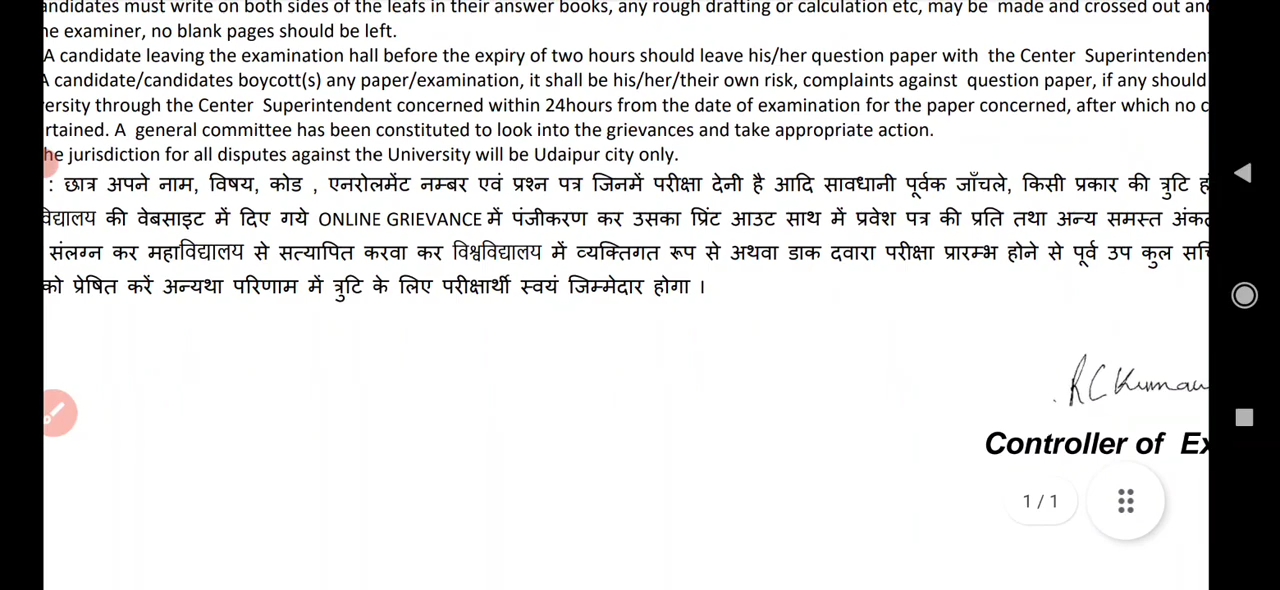 andidates must write on both sides of the leafs in their answer books, any rough drafting or calculation etc, may be made and crossed out and
he examiner, no blank pages should be left.
A candidate leaving the examination hall before the expiry of two hours should leave his/her question paper with the Center Superintendent
A candidate/candidates boycott(s) any paper/examination, it shall be his/her/their own risk, complaints against question paper, if any should
ersity through the Center Superintendent concerned within 24hours from the date of examination for the paper concerned, after which no c
rtained. A general committee has been constituted to look into the grievances and take appropriate action.
he jurisdiction for all disputes against the University will be Udaipur city only.
: छात्र अपने नाम, विषय, कोड , एनरोलमेंट नम्बर एवं प्रश्न पत्र जिनमें परीक्षा देनी है आदि सावधानी पूर्वक जाँचले, किसी प्रकार की त्रुटि ह
विद्यालय की वेबसाइट में दिए गये ONLINE GRIEVANCE में पंजीकरण कर उसका प्रिंट आउट साथ में प्रवेश पत्र की प्रति तथा अन्य समस्त अंकत
संलग्न कर महाविद्यालय से सत्यापित करवा कर विश्वविद्यालय में व्यक्तिगत रूप से अथवा डाक दवारा परीक्षा प्रारम्भ होने से पूर्व उप कुल सचि
को प्रेषित करें अन्यथा परिणाम में त्रुटि के लिए परीक्षार्थी स्वयं जिम्मेदार होगा ।
RCKumau
Controller of Ex
1 / 1